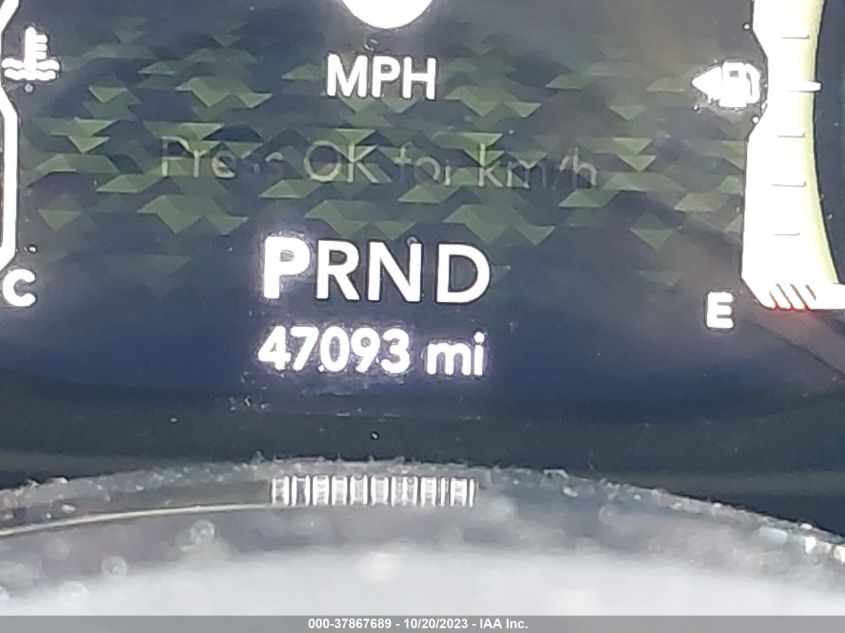 MPH
Press OK for km/h
PRND
C
E
47093 mi
000-37867689 - 10/20/2023 - IAA Inc.